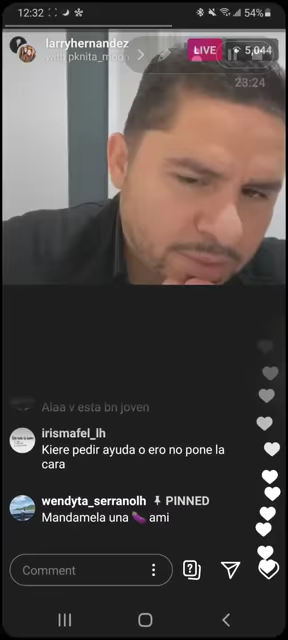 12:32
54%
larryhernandez
with pknita_moon
LIVE
5,044
23:24
Alaa v esta bn joven
irismafel_lh
Kiere pedir ayuda o ero no pone la
cara
wendyta_serranolh PINNED
Mandamela una 🍆 ami
Comment